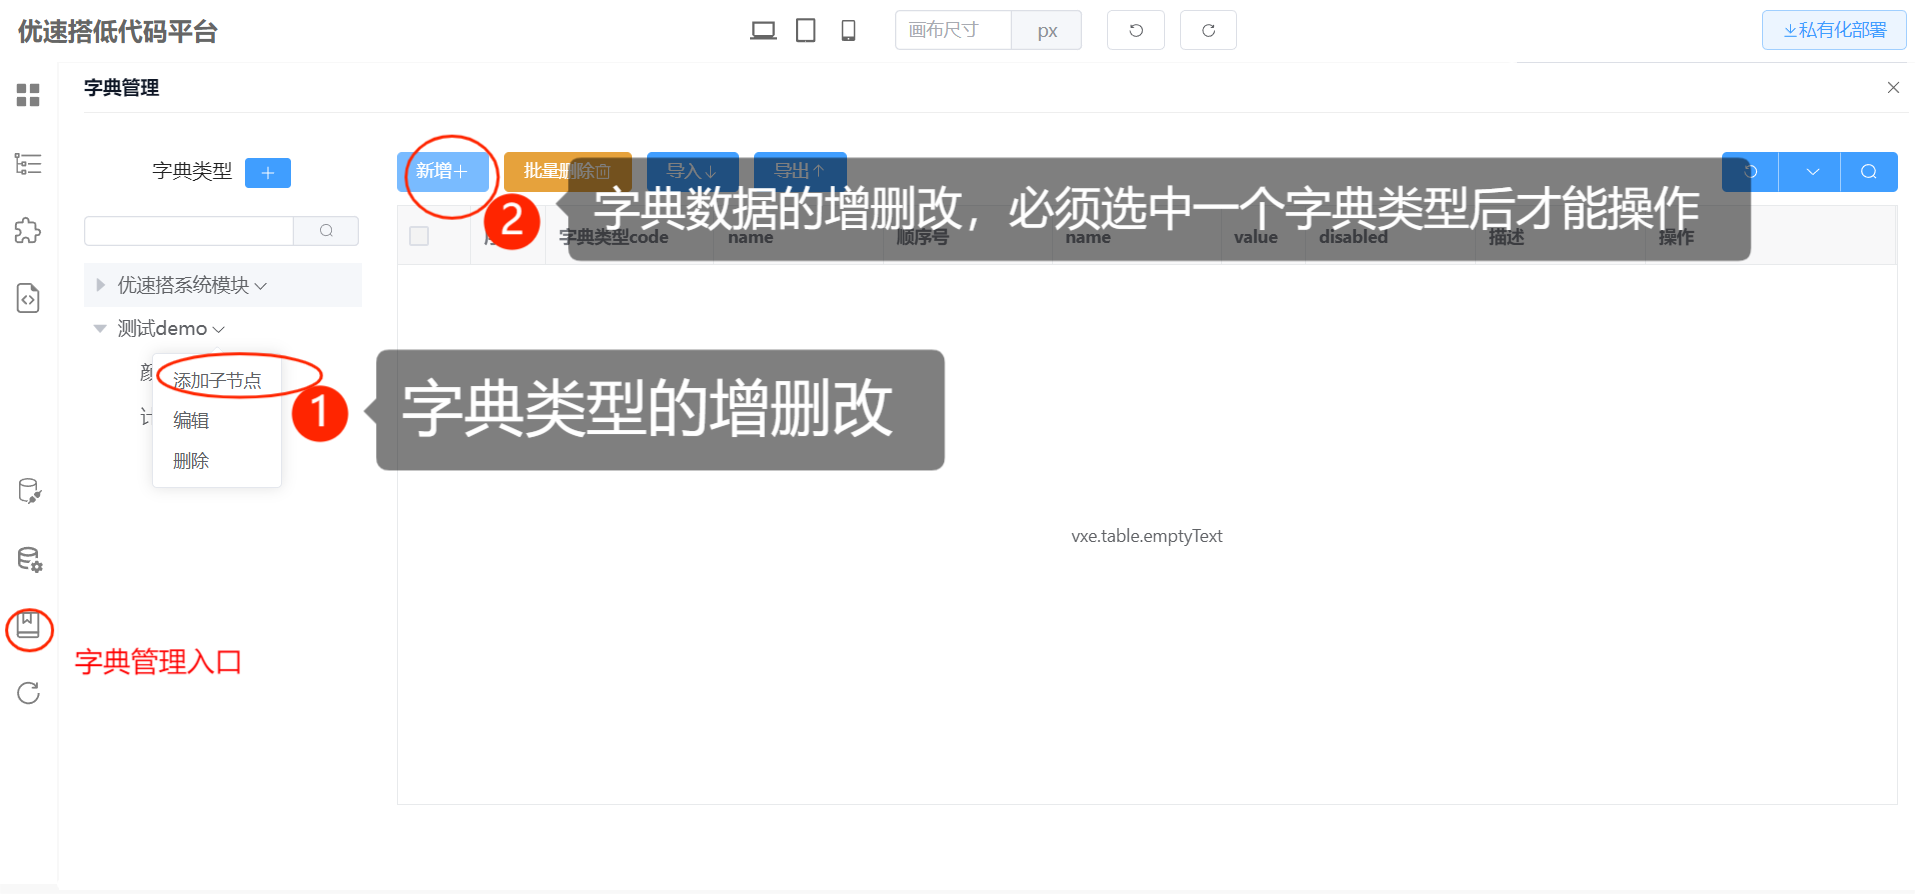 优速搭低代码平台
画布尺寸
px
私有化部署
字典管理
字典类型
新增
批量删除
导入
导出
2
字典数据的增删改，必须选中一个字典类型后才能操作
字典类型code
name
顺序号
name
value
disabled
描述
操作
优速搭系统模块
测试demo
颜
添加子节点
计
编辑
删除
1
字典类型的增删改
vxe.table.emptyText
字典管理入口